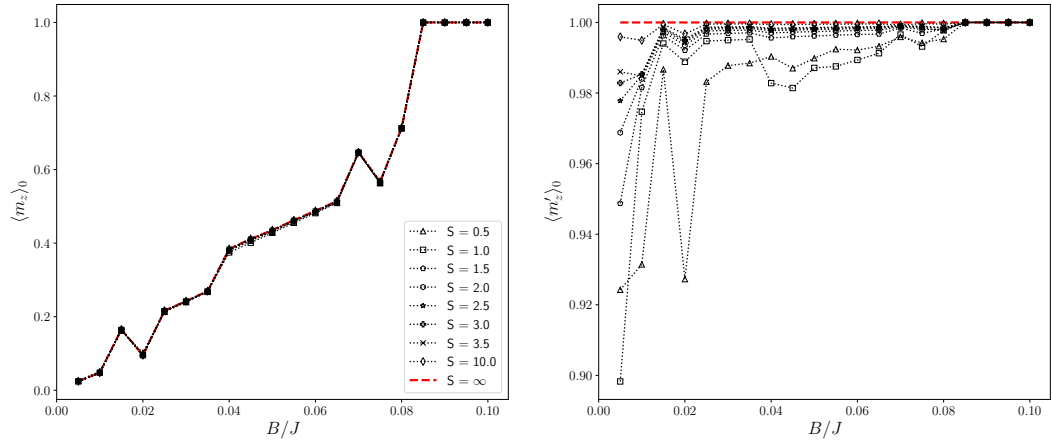 1.0
0.8
0.6
0.4
0.2
0.0
⟨m_z⟩_0
0.00 0.02 0.04 0.06 0.08 0.10
B/J
S = 0.5
S = 1.0
S = 1.5
S = 2.0
S = 2.5
S = 3.0
S = 3.5
S = 10.0
S = ∞
1.00
0.98
0.96
0.94
0.92
0.90
⟨m′_z⟩_0
0.00 0.02 0.04 0.06 0.08 0.10
B/J